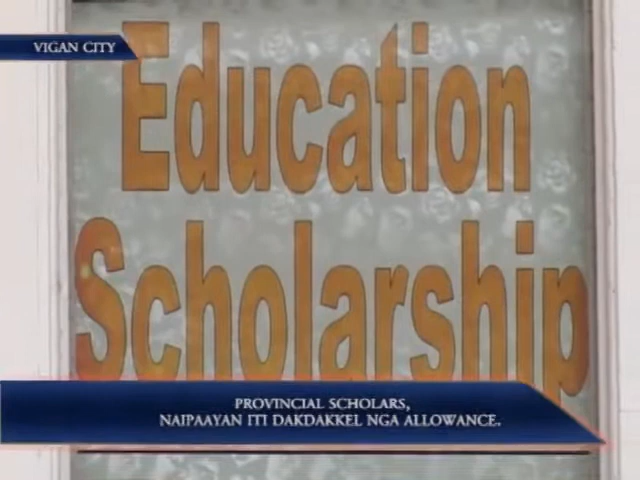 VIGAN CITY
Education
Scholarship
PROVINCIAL SCHOLARS,
NAIPAAYAN ITI DAKDAKKEL NGA ALLOWANCE.